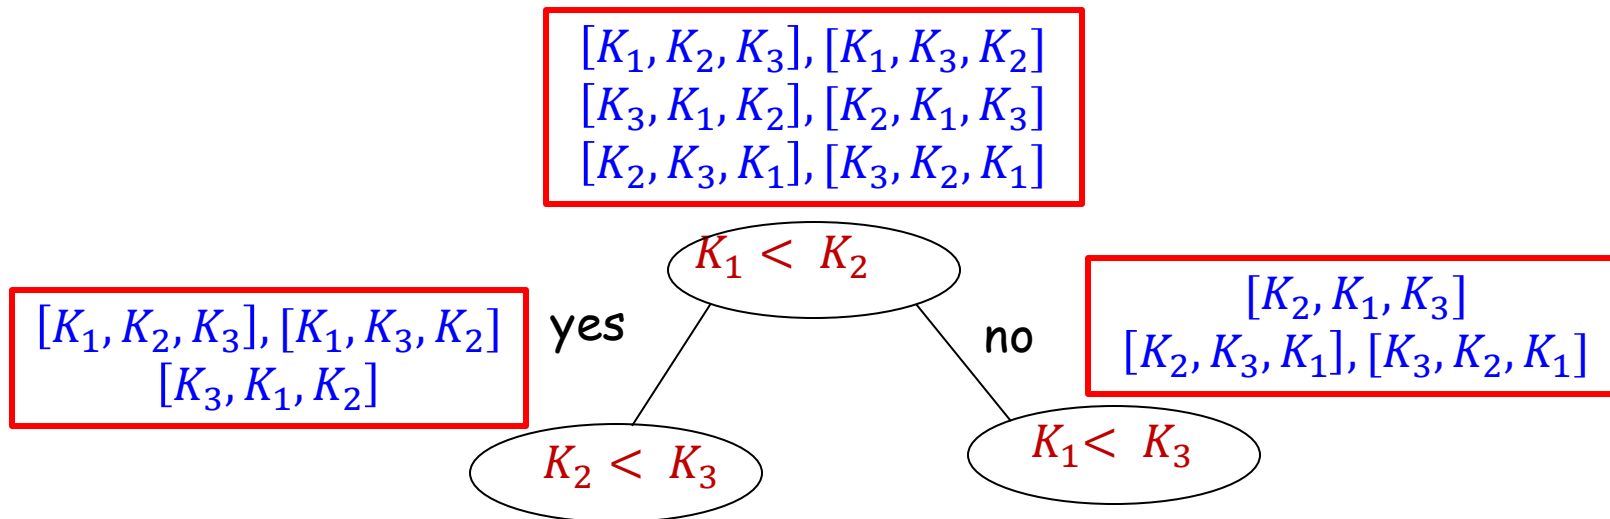 [K₁, K₂, K₃], [K₁, K₃, K₂]
[K₃, K₁, K₂], [K₂, K₁, K₃]
[K₂, K₃, K₁], [K₃, K₂, K₁]
K₁ < K₂
[K₁, K₂, K₃], [K₁, K₃, K₂]
[K₃, K₁, K₂]
yes
no
[K₂, K₁, K₃]
[K₂, K₃, K₁], [K₃, K₂, K₁]
K₂ < K₃
K₁< K₃